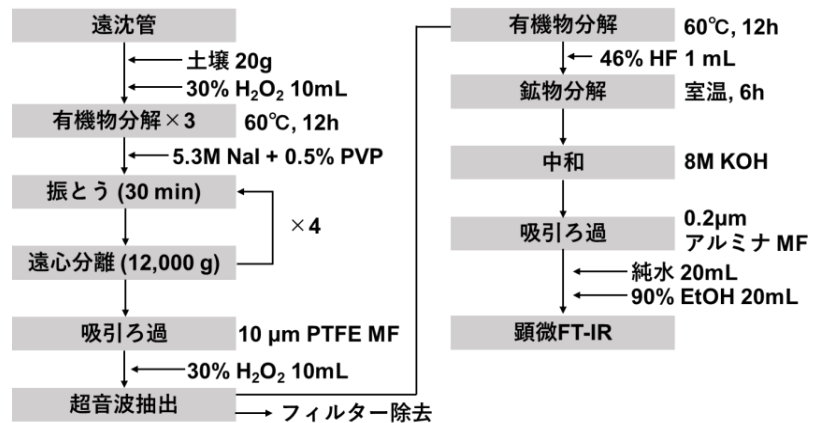 遠沈管
土壌 20g
30% H₂O₂ 10mL
有機物分解×3 60℃, 12h
5.3M NaI + 0.5% PVP
振とう (30 min)
×4
遠心分離 (12,000 g)
吸引ろ過 10 μm PTFE MF
30% H₂O₂ 10mL
超音波抽出
フィルター除去
有機物分解 60℃, 12h
46% HF 1 mL
鉱物分解 室温, 6h
中和 8M KOH
吸引ろ過 0.2μm
アルミナ MF
純水 20mL
90% EtOH 20mL
顕微FT-IR